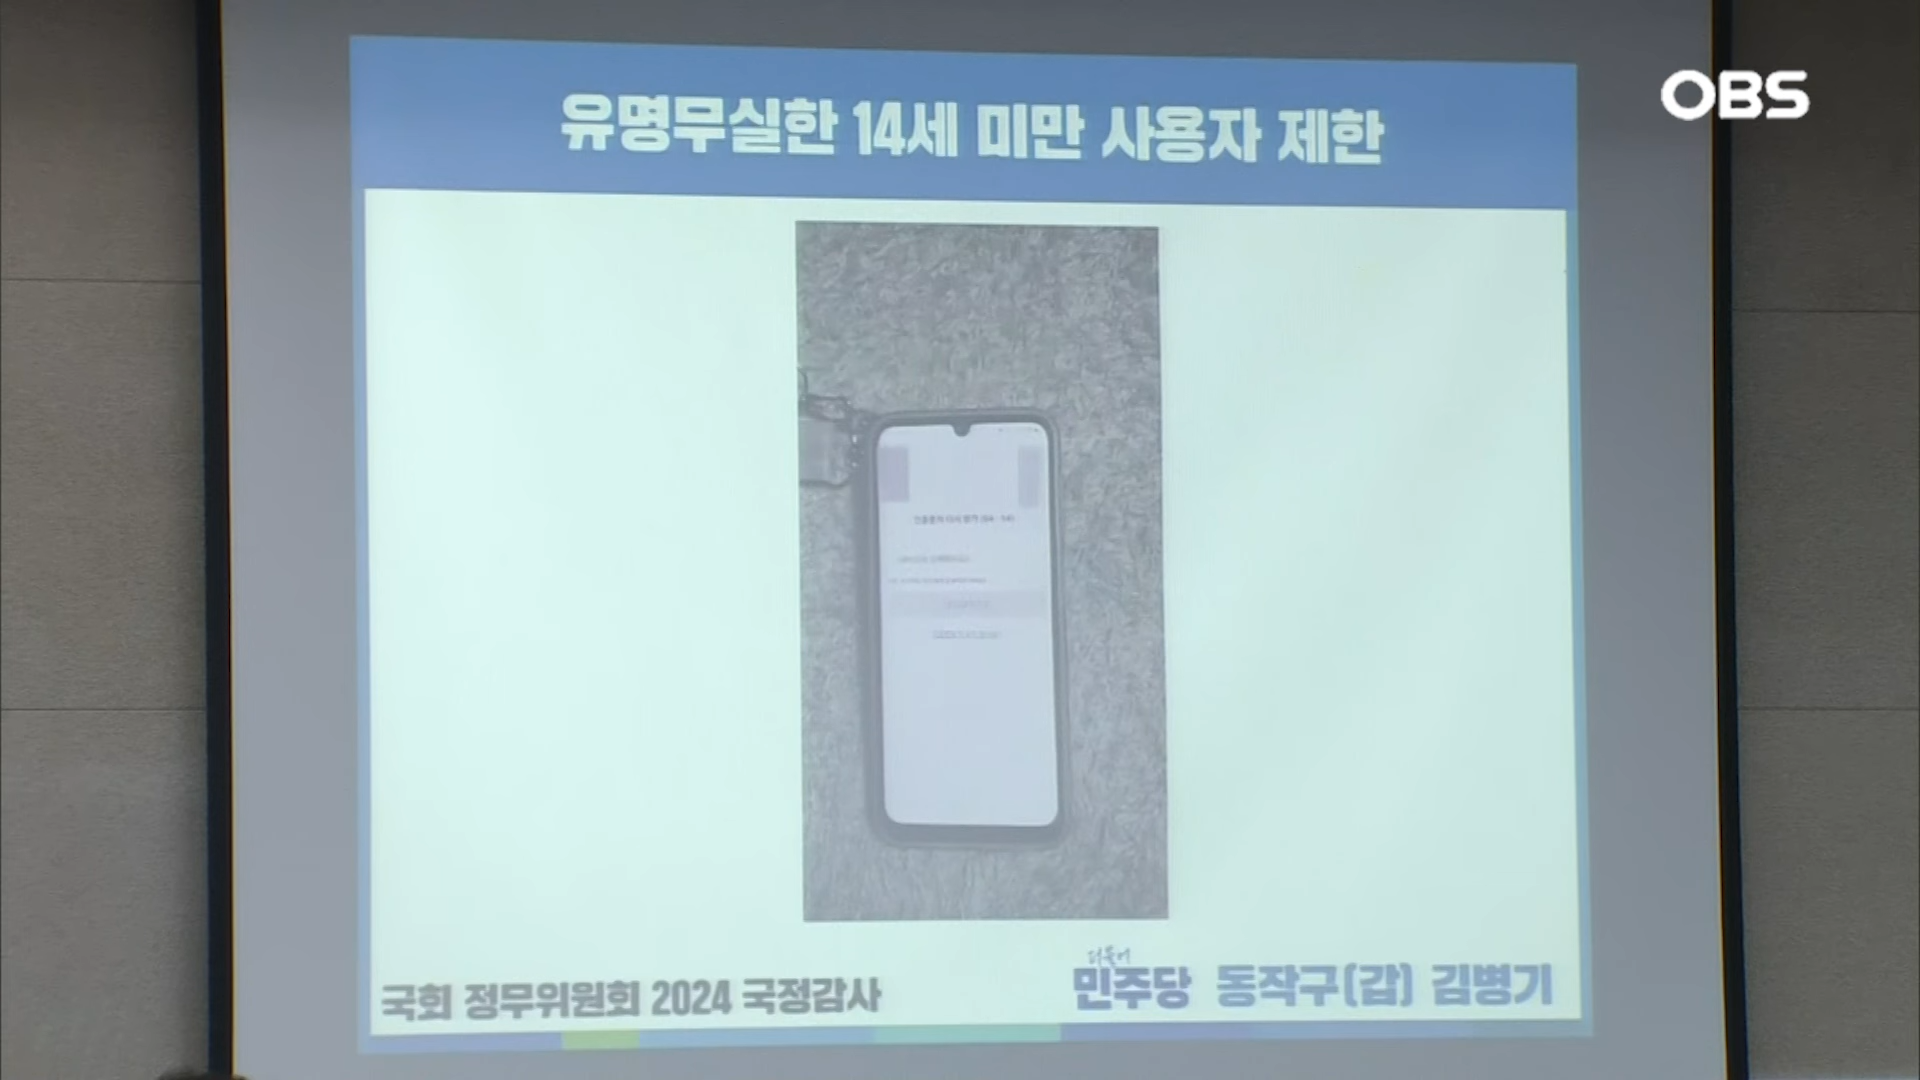 OBS
유명무실한 14세 미만 사용자 제한
더불어
민주당 동작구(갑) 김병기
국회 정무위원회 2024 국정감사